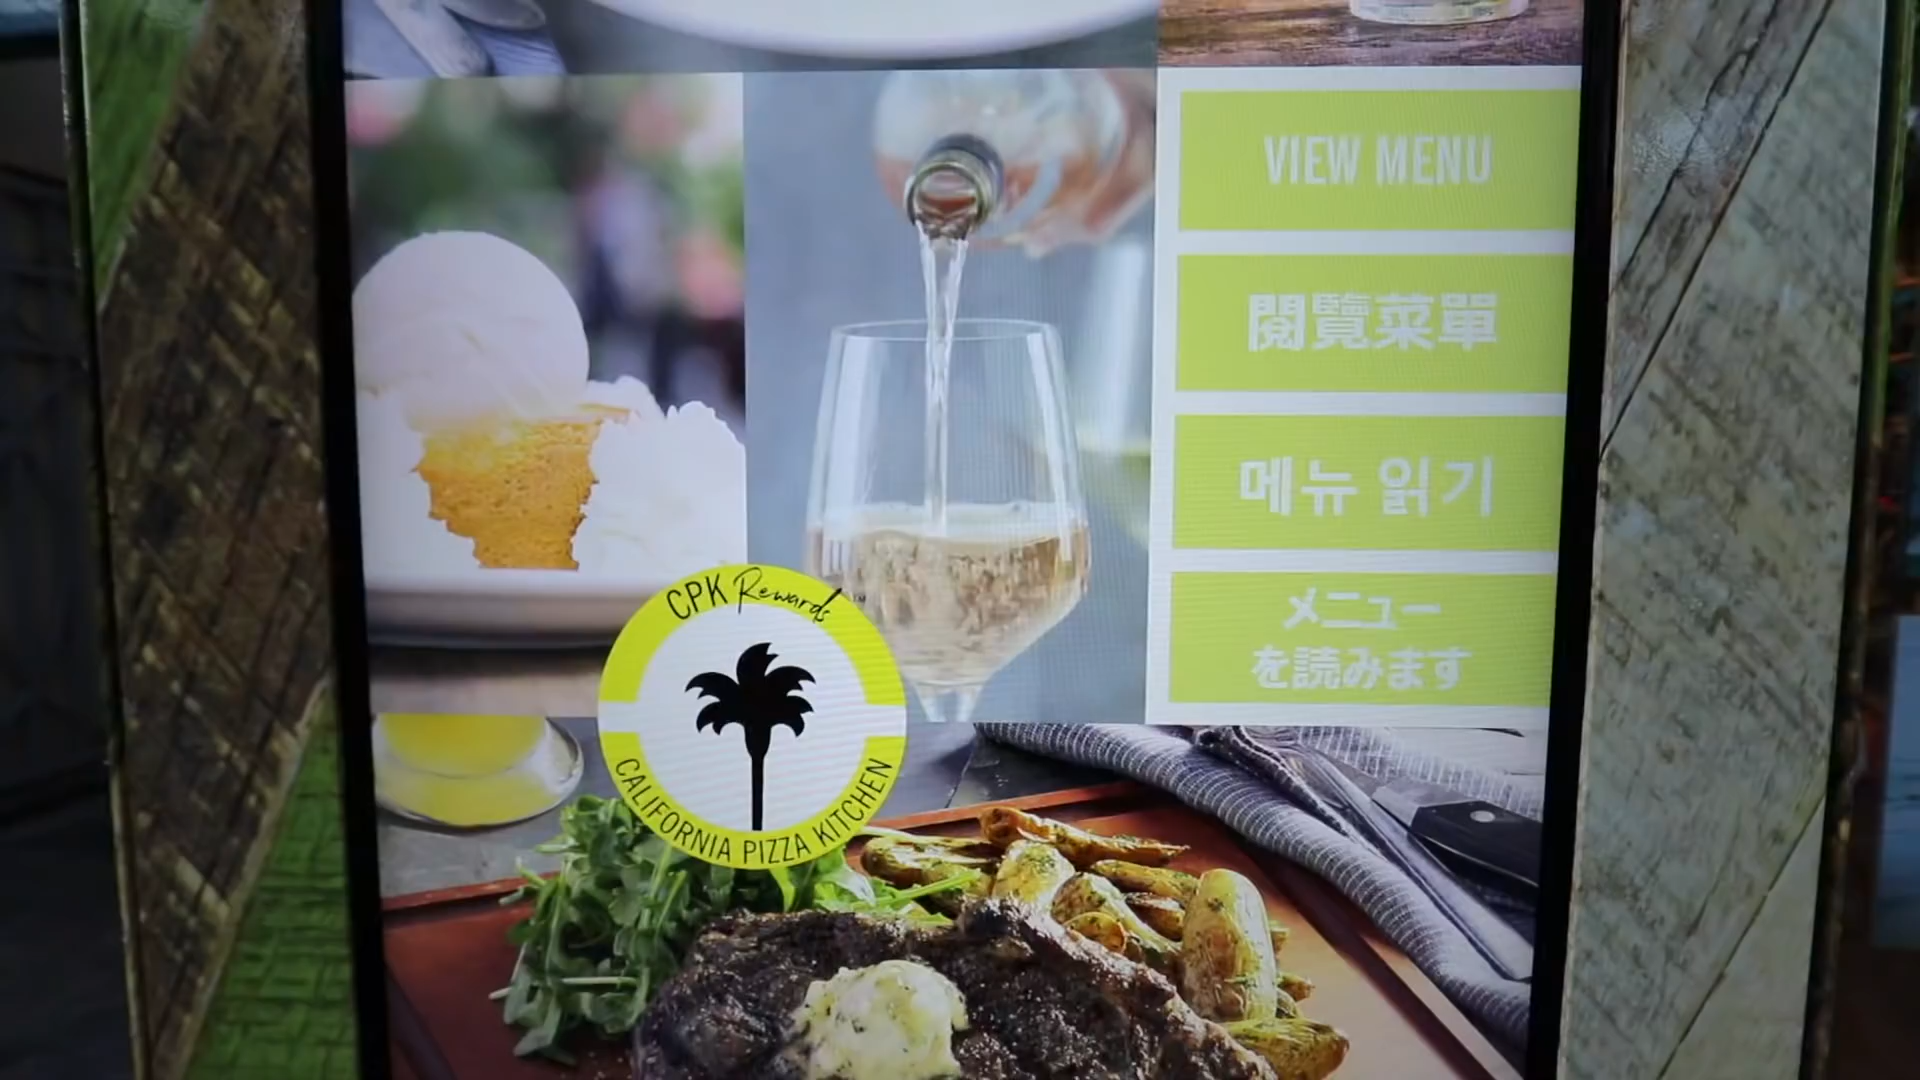 VIEW MENU
閱覽菜單
메뉴 읽기
メニュー
を読みます
CPK Rewards™
CALIFORNIA PIZZA KITCHEN